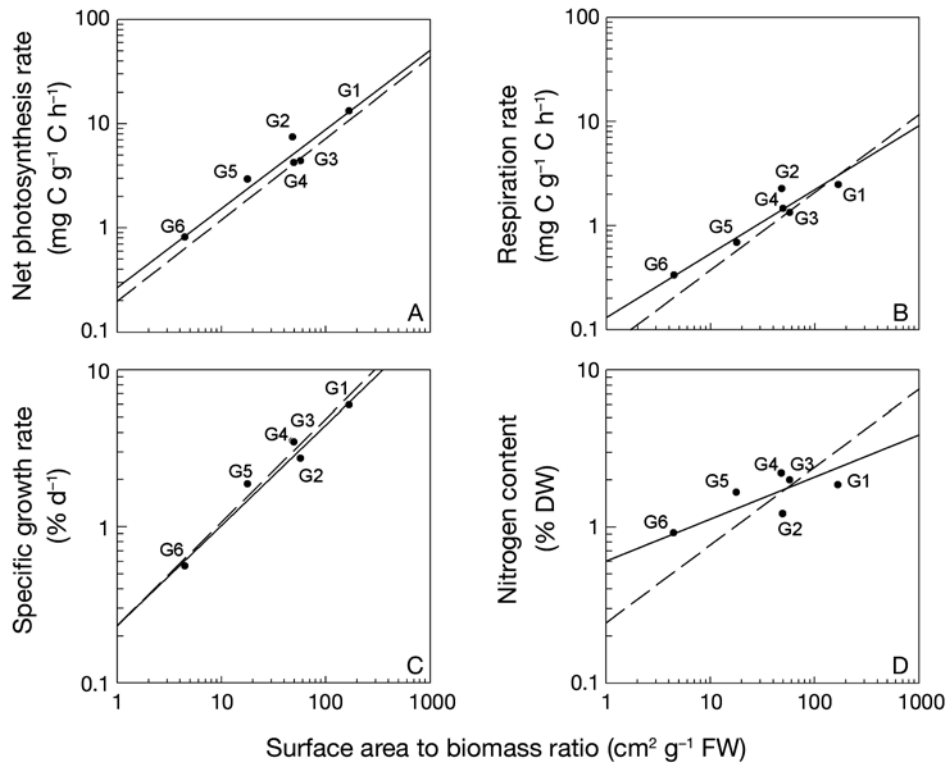 Net photosynthesis rate
(mg C g⁻¹ C h⁻¹)
100
10
1
0.1
G1
G2
G3
G4
G5
G6
A
Respiration rate
(mg C g⁻¹ C h⁻¹)
100
10
1
0.1
G2
G4
G1
G3
G5
G6
B
Specific growth rate
(% d⁻¹)
10
1
0.1
G1
G3
G4
G2
G5
G6
C
1 10 100 1000
Nitrogen content
(% DW)
10
1
0.1
G4 G3
G5
G1
G6
G2
D
1 10 100 1000
Surface area to biomass ratio (cm² g⁻¹ FW)